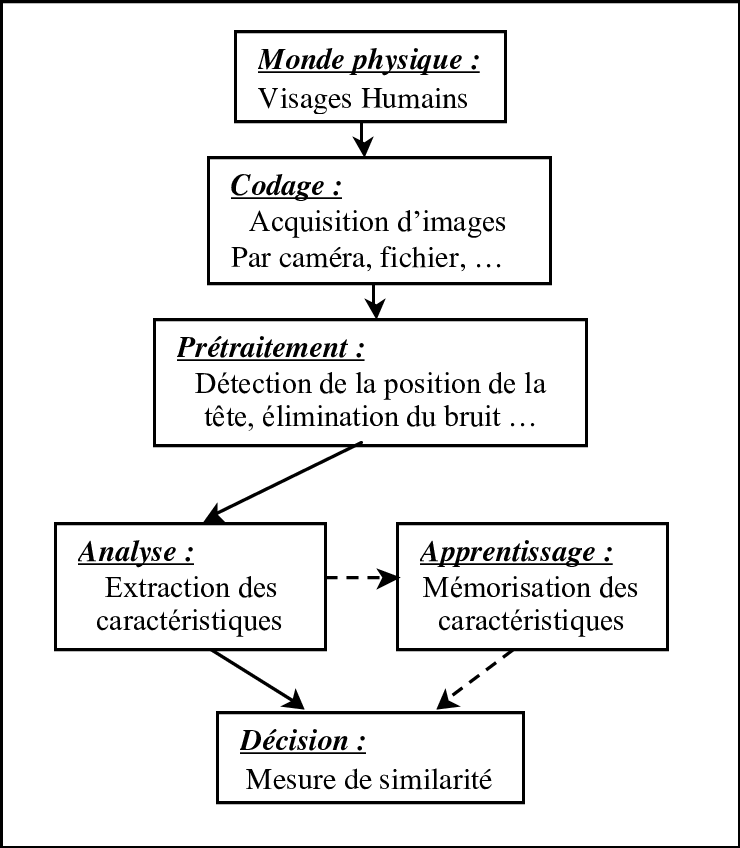 Monde physique :
Visages Humains
Codage :
Acquisition d’images
Par caméra, fichier, …
Prétraitement :
Détection de la position de la
tête, élimination du bruit …
Analyse :
Extraction des
caractéristiques
Apprentissage :
Mémorisation des
caractéristiques
Décision :
Mesure de similarité